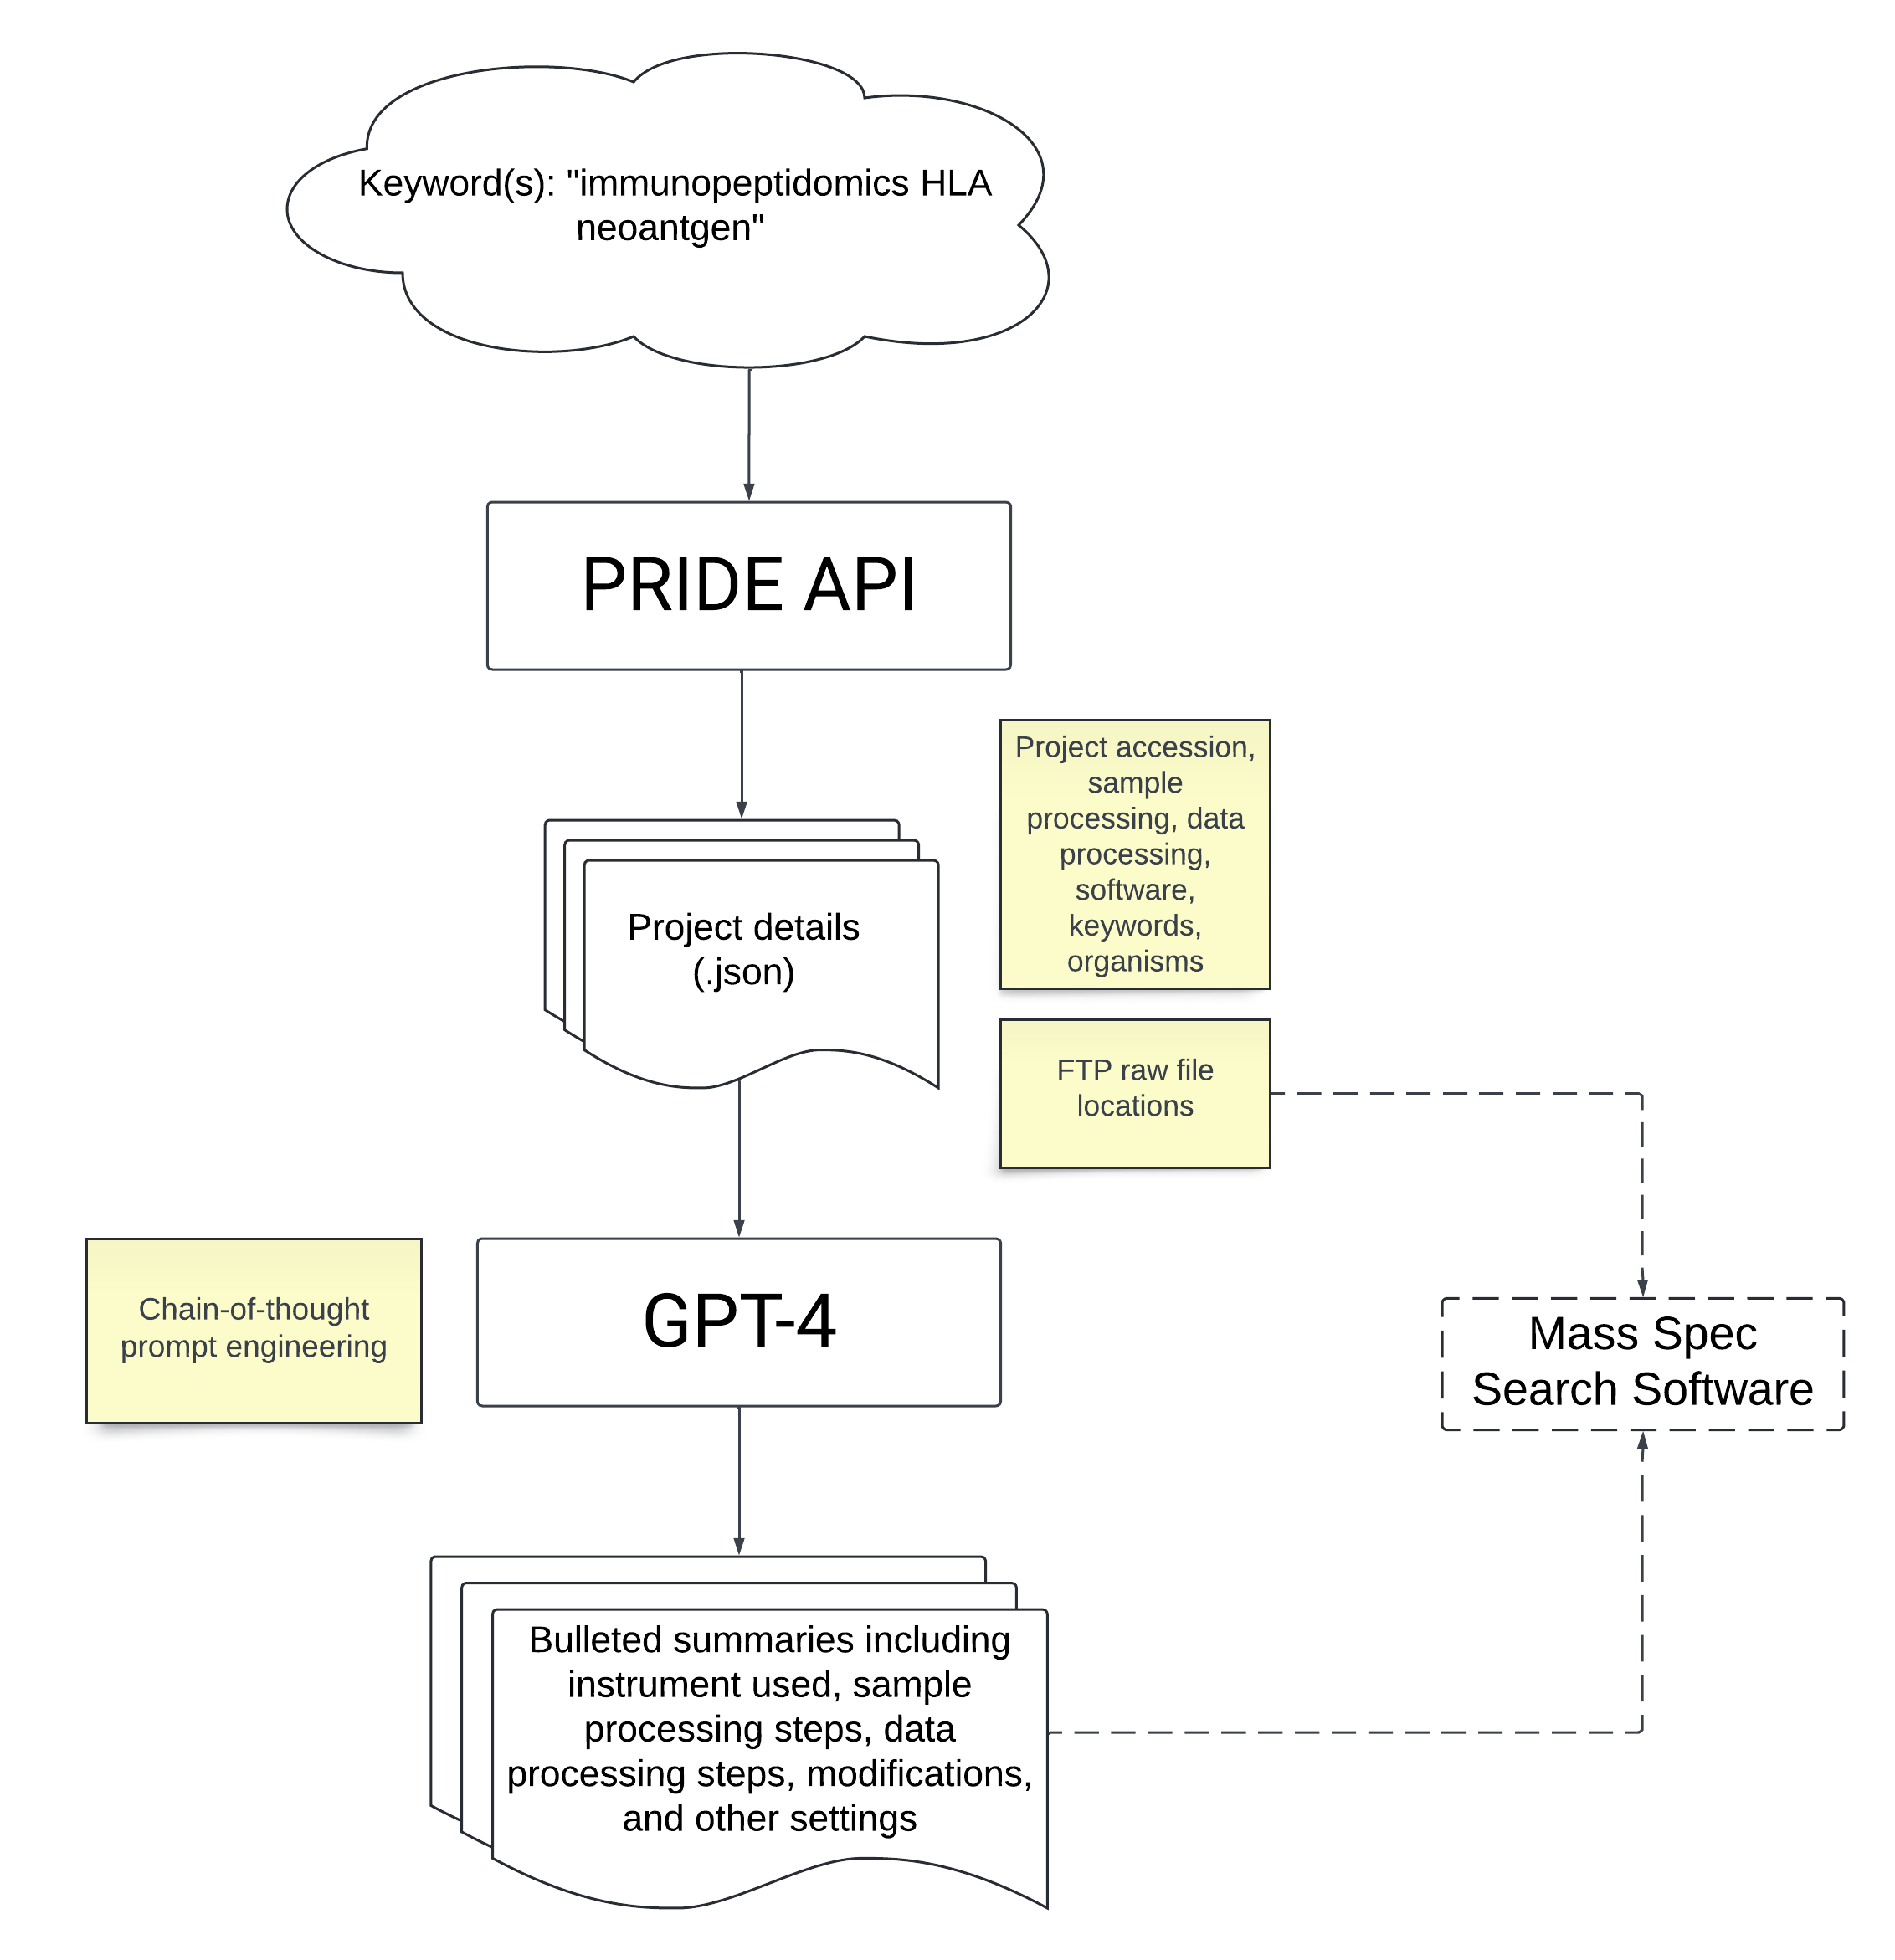 Keyword(s): "immunopeptidomics HLA
neoantgen"
PRIDE API
Project accession,
sample
processing, data
processing,
software,
keywords,
organisms
Project details
(.json)
FTP raw file
locations
Chain-of-thought
prompt engineering
GPT-4
Mass Spec
Search Software
Bulleted summaries including
instrument used, sample
processing steps, data
processing steps, modifications,
and other settings